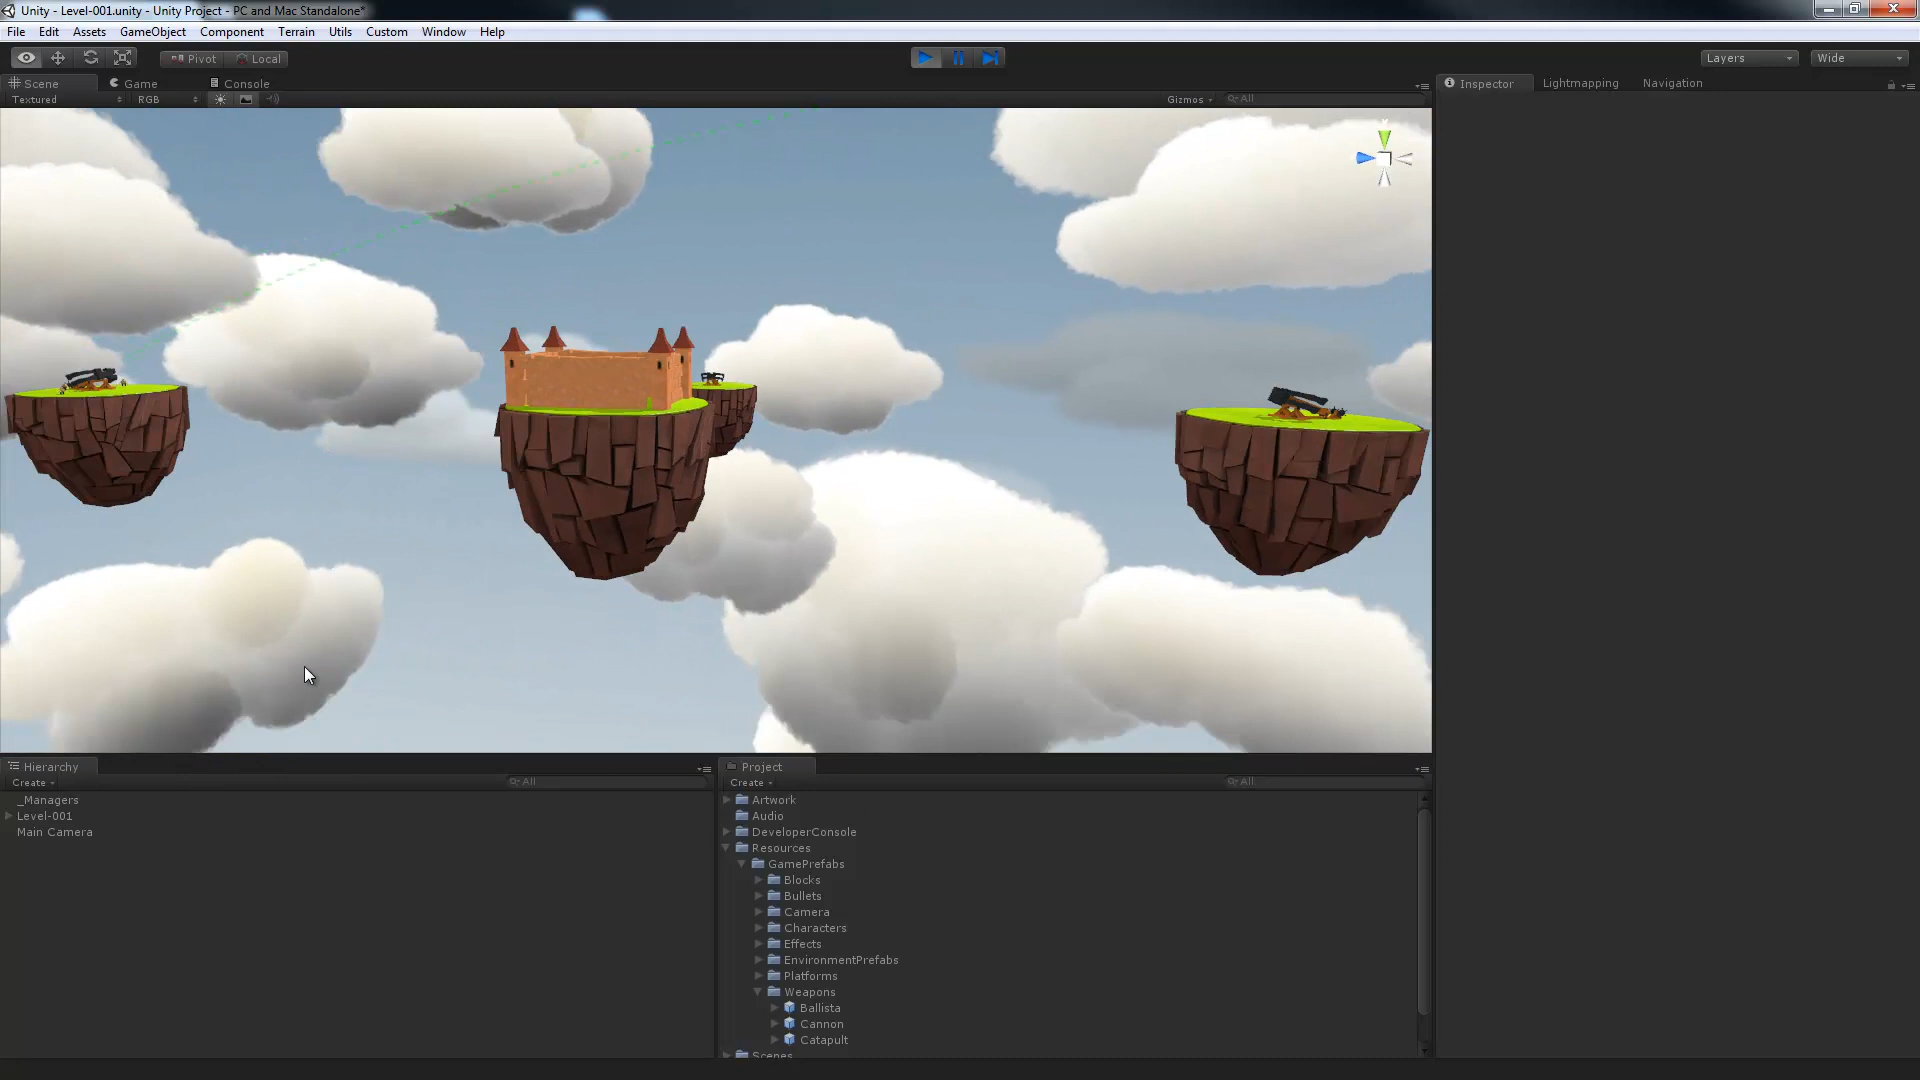 Unity - Level-001.unity - Unity Project - PC and Mac Standalone*
File Edit Assets GameObject Component Terrain Utils Custom Window Help
Pivot Local Layers Wide
Scene Game Console Inspector Lightmapping Navigation
Textured RGB Gizmos All
Hierarchy Project
Create All Create All
_Managers
Level-001
Main Camera
Artwork
Audio
DeveloperConsole
Resources
GamePrefabs
Blocks
Bullets
Camera
Characters
Effects
EnvironmentPrefabs
Platforms
Weapons
Ballista
Cannon
Catapult
Scenes